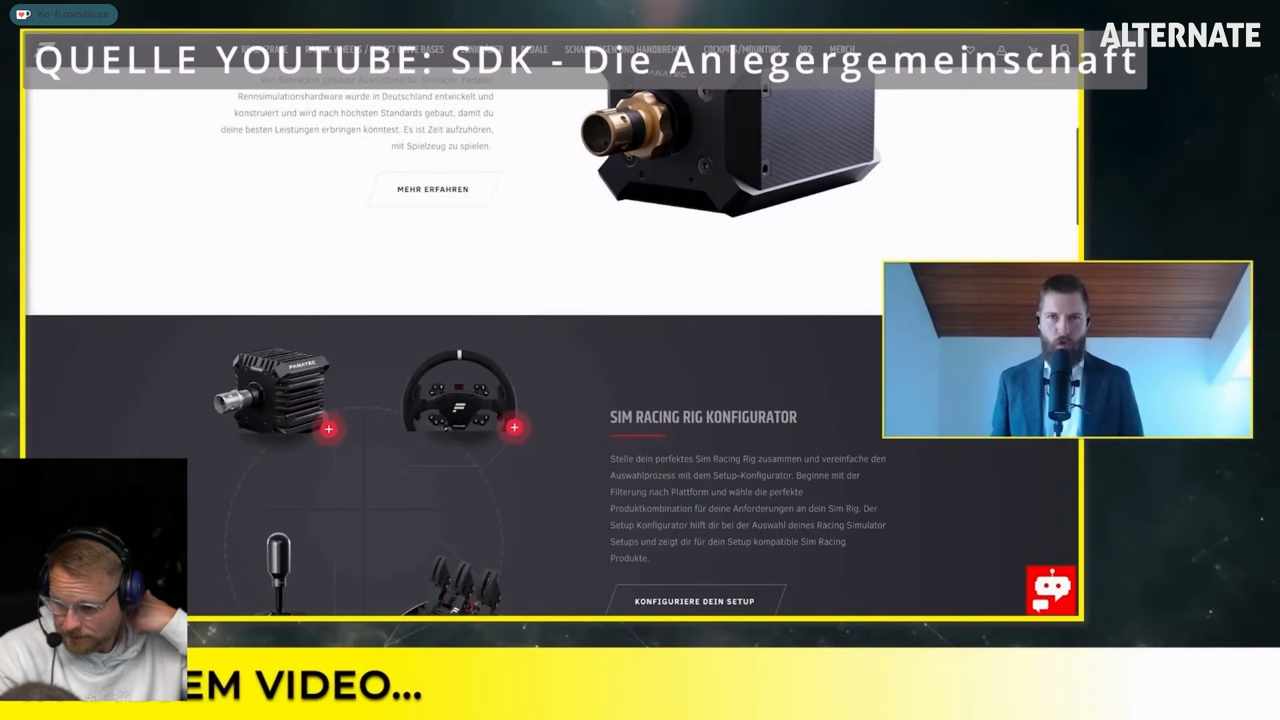 Ko-fi.com/dizee
ALTERNATE
QUELLE YOUTUBE: SDK - Die Anlegergemeinschaft
Rennsimulationshardware wurde in Deutschland entwickelt und
konstruiert und wird nach höchsten Standards gebaut, damit du
deine besten Leistungen erbringen könntest. Es ist Zeit aufzuhören,
mit Spielzeug zu spielen.
MEHR ERFAHREN
FANATEC
SIM RACING RIG KONFIGURATOR
Stelle dein perfektes Sim Racing Rig zusammen und vereinfache den
Auswahlprozess mit dem Setup-Konfigurator. Beginne mit der
Filterung nach Plattform und wähle die perfekte
Produktkombination für deine Anforderungen an dein Sim Rig. Der
Setup Konfigurator hilft dir bei der Auswahl deines Racing Simulator
Setups und zeigt dir für dein Setup kompatible Sim Racing
Produkte.
KONFIGURIERE DEIN SETUP
EM VIDEO...